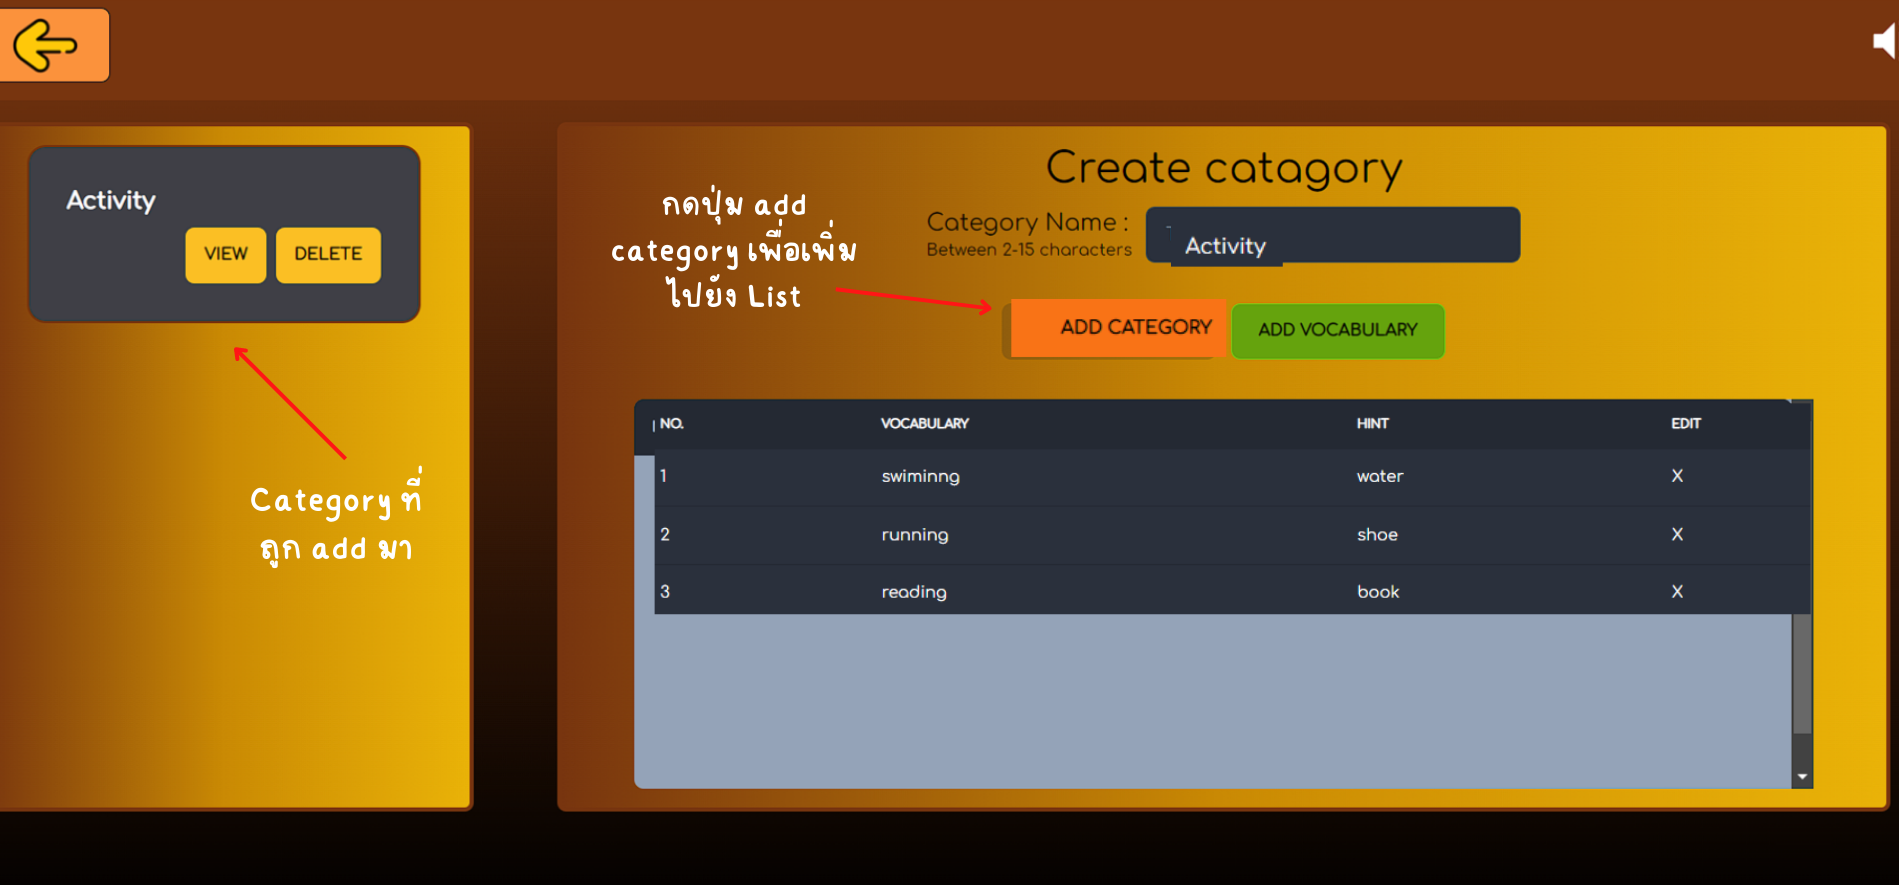 Activity
VIEW DELETE
Category ที่
ถูก add มา
Create catagory
กดปุ่ม add
category เพื่อเพิ่ม
ไปยัง List
Category Name :
Between 2-15 characters
Activity
ADD CATEGORY ADD VOCABULARY
NO. VOCABULARY HINT EDIT
1 swiminng water X
2 running shoe X
3 reading book X